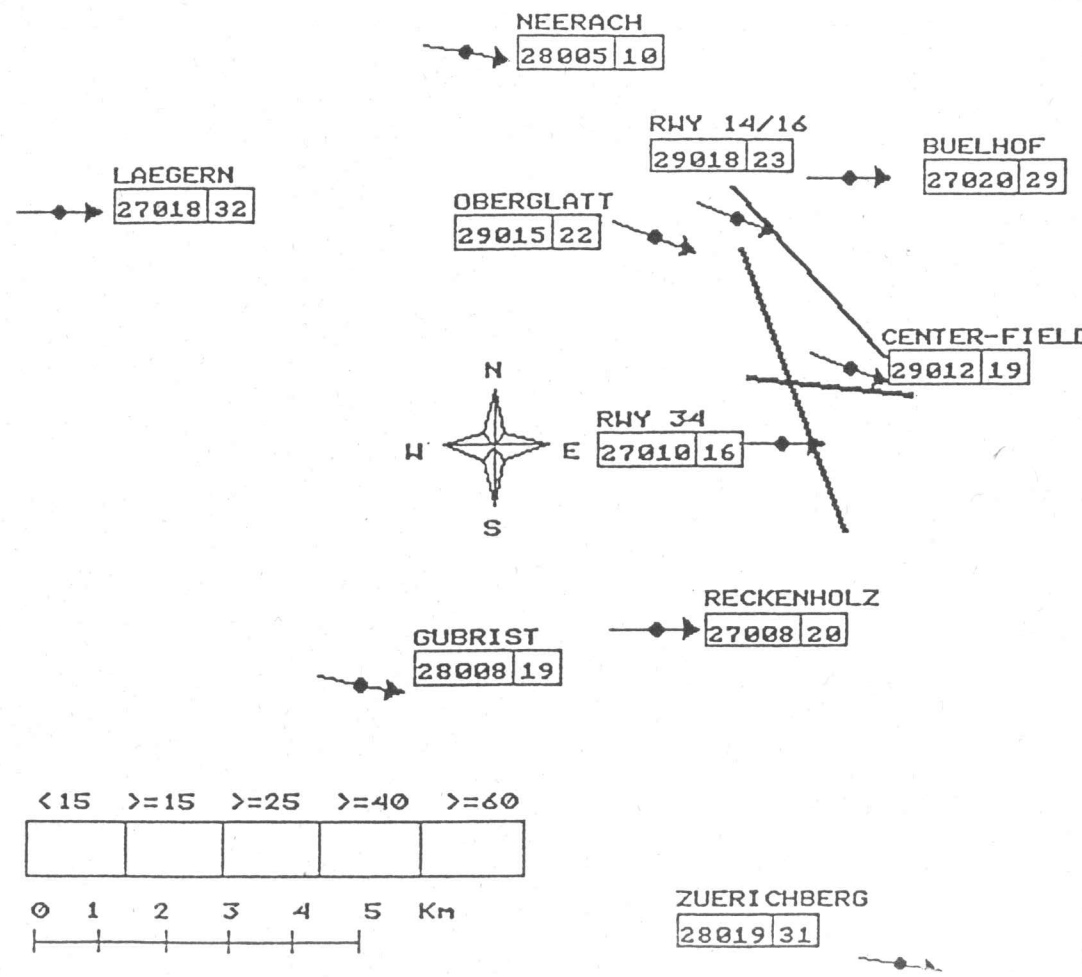 NEERACH
28005 10
RWY 14/16
29018 23
BUELHOF
27020 29
LAEGERN
27018 32
OBERGLATT
29015 22
CENTER-FIELD
29012 19
N
W E
S
RWY 34
27010 16
RECKENHOLZ
27008 20
GUBRIST
28008 19
<15 >=15 >=25 >=40 >=60
0 1 2 3 4 5 Km
ZUERICHBERG
28019 31